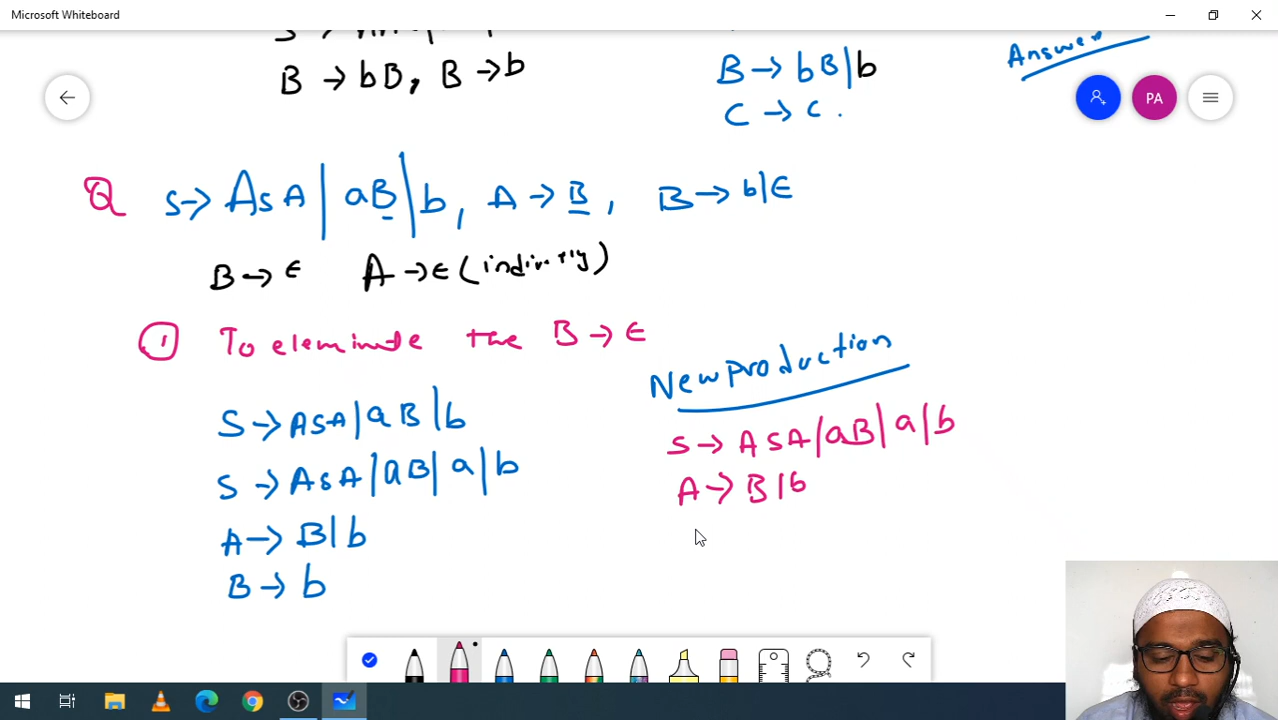 Microsoft Whiteboard
B → bB, B → b
B → bB|b
C → c.
Answer
PA
Q S → ASA | aB | b, A → B, B → b|∈
B → ∈ A → ∈ (indirectly)
① To eleminate the B → ∈
New production
S → ASA|aB|b
S → ASA|aB|a|b
S → ASA|aB|a|b
A → B|b
A → B|b
B → b